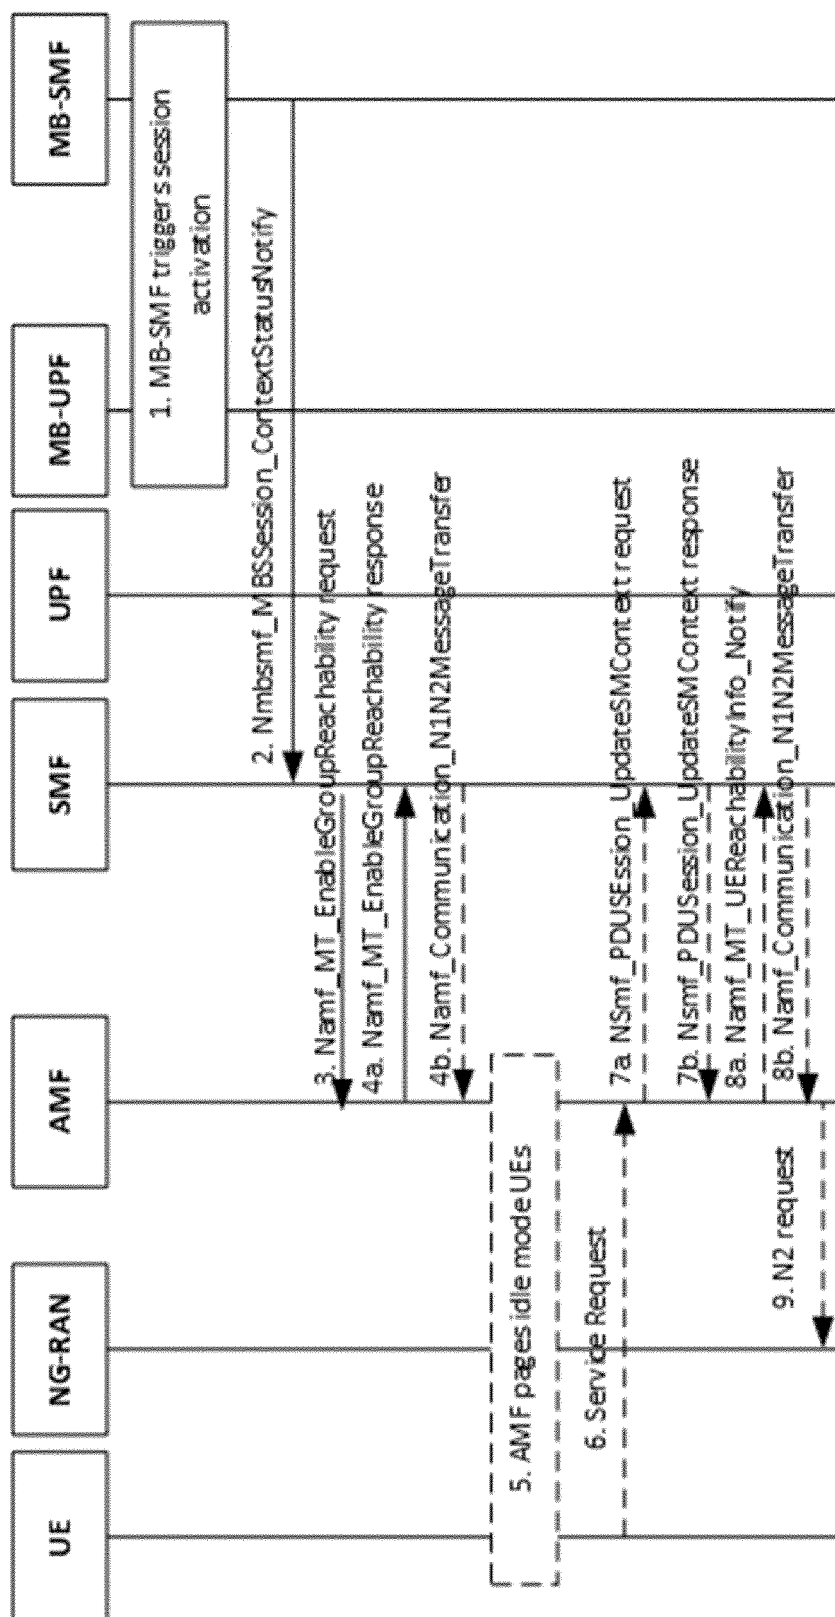 UE
NG-RAN
AMF
SMF
UPF
MB-UPF
MB-SMF
1. MB-SMF triggers session
activation
2. Nmbsmf_MBSSession_ContextStatusNotify
3. Namf_MT_EnableGroupReachability request
4a. Namf_MT_EnableGroupReachability response
4b. Namf_Communication_N1N2MessageTransfer
5. AMF pages idle mode UEs
6. Service Request
7a. NSmf_PDUSEssion_UpdateSMContext request
7b. Nsmf_PDUSession_UpdateSMContext response
8a. Namf_MT_UEReachabilityInfo_Notify
8b. Namf_Communication_N1N2MessageTransfer
9. N2 request